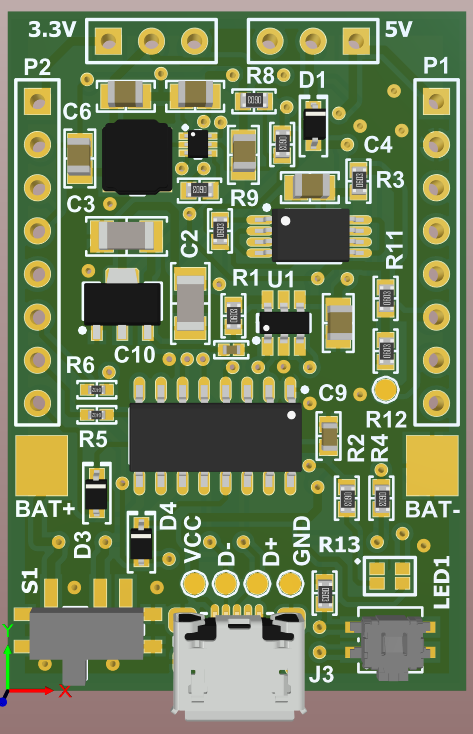 3.3V
5V
P2
R8
D1
P1
C6
C4
C3
R9
R3
C2
R11
R1
U1
C10
R6
C9
R12
R5
R2
R4
BAT+
BAT-
D3
D4
VCC
D-
D+
GND
R13
S1
LED1
J3
Y
X